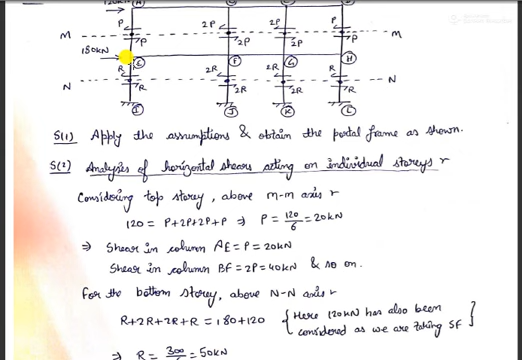 120kN A B C D
P 2P 2P P
M M
P 2P 2P P
180kN
E F G H
R 2R 2R R
N N
R 2R 2R R
I J K L
S(1) Apply the assumptions & obtain the portal frame as shown.
S(2) Analyses of horizontal shears acting on individual storeys :-
Considering top storey, above m-m axis :-
120 = P+2P+2P+P ⇒ P = 120/6 = 20kN
⇒ Shear in column AE = P = 20kN
Shear in column BF = 2P = 40kN & so on.
For the bottom storey, above N-N axis :-
R+2R+2R+R = 180+120 { Here 120kN has also been
considered as we are taking SF }
⇒ R = 300/6 = 50kN